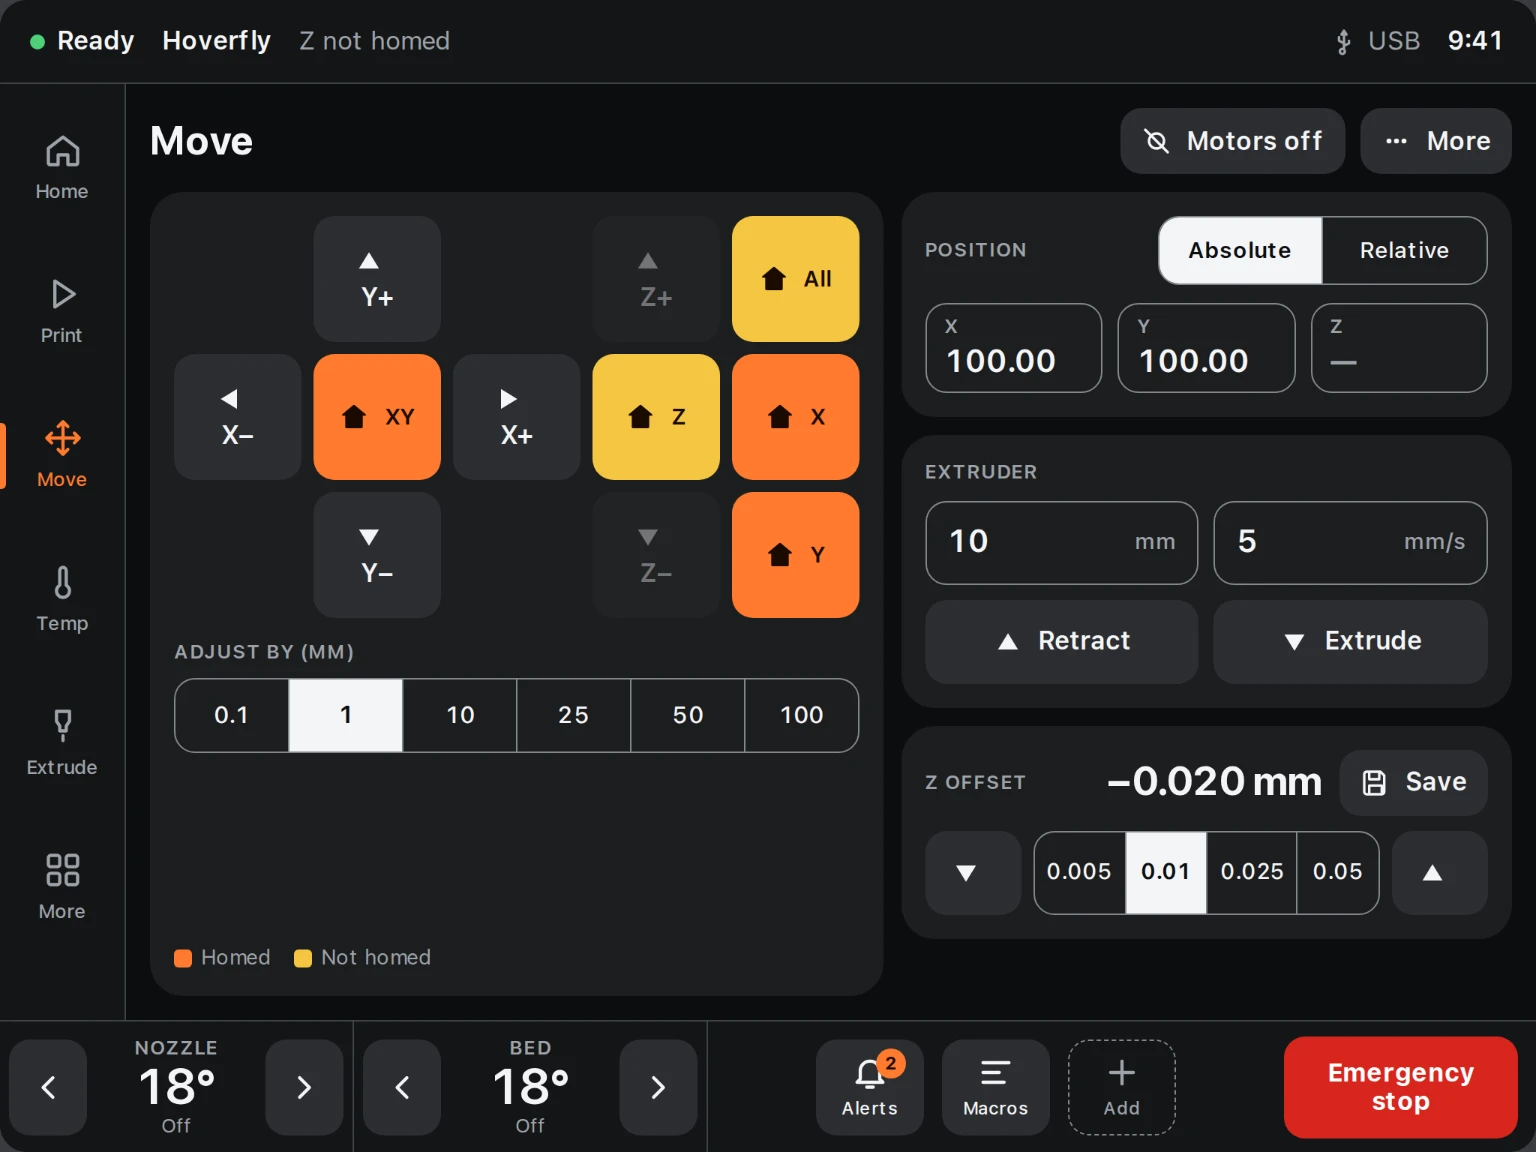 Ready Hoverfly Z not homed USB 9:41
Home
Print
Move
Temp
Extrude
More
Move
Motors off
More
Y+
Z+
All
X−
XY
X+
Z
X
Y−
Z−
Y
ADJUST BY (MM)
0.1 1 10 25 50 100
Homed Not homed
POSITION
Absolute Relative
X
100.00
Y
100.00
Z
—
EXTRUDER
10 mm
5 mm/s
Retract
Extrude
Z OFFSET
−0.020 mm
Save
0.005 0.01 0.025 0.05
NOZZLE
18°
Off
BED
18°
Off
2
Alerts
Macros
Add
Emergency
stop